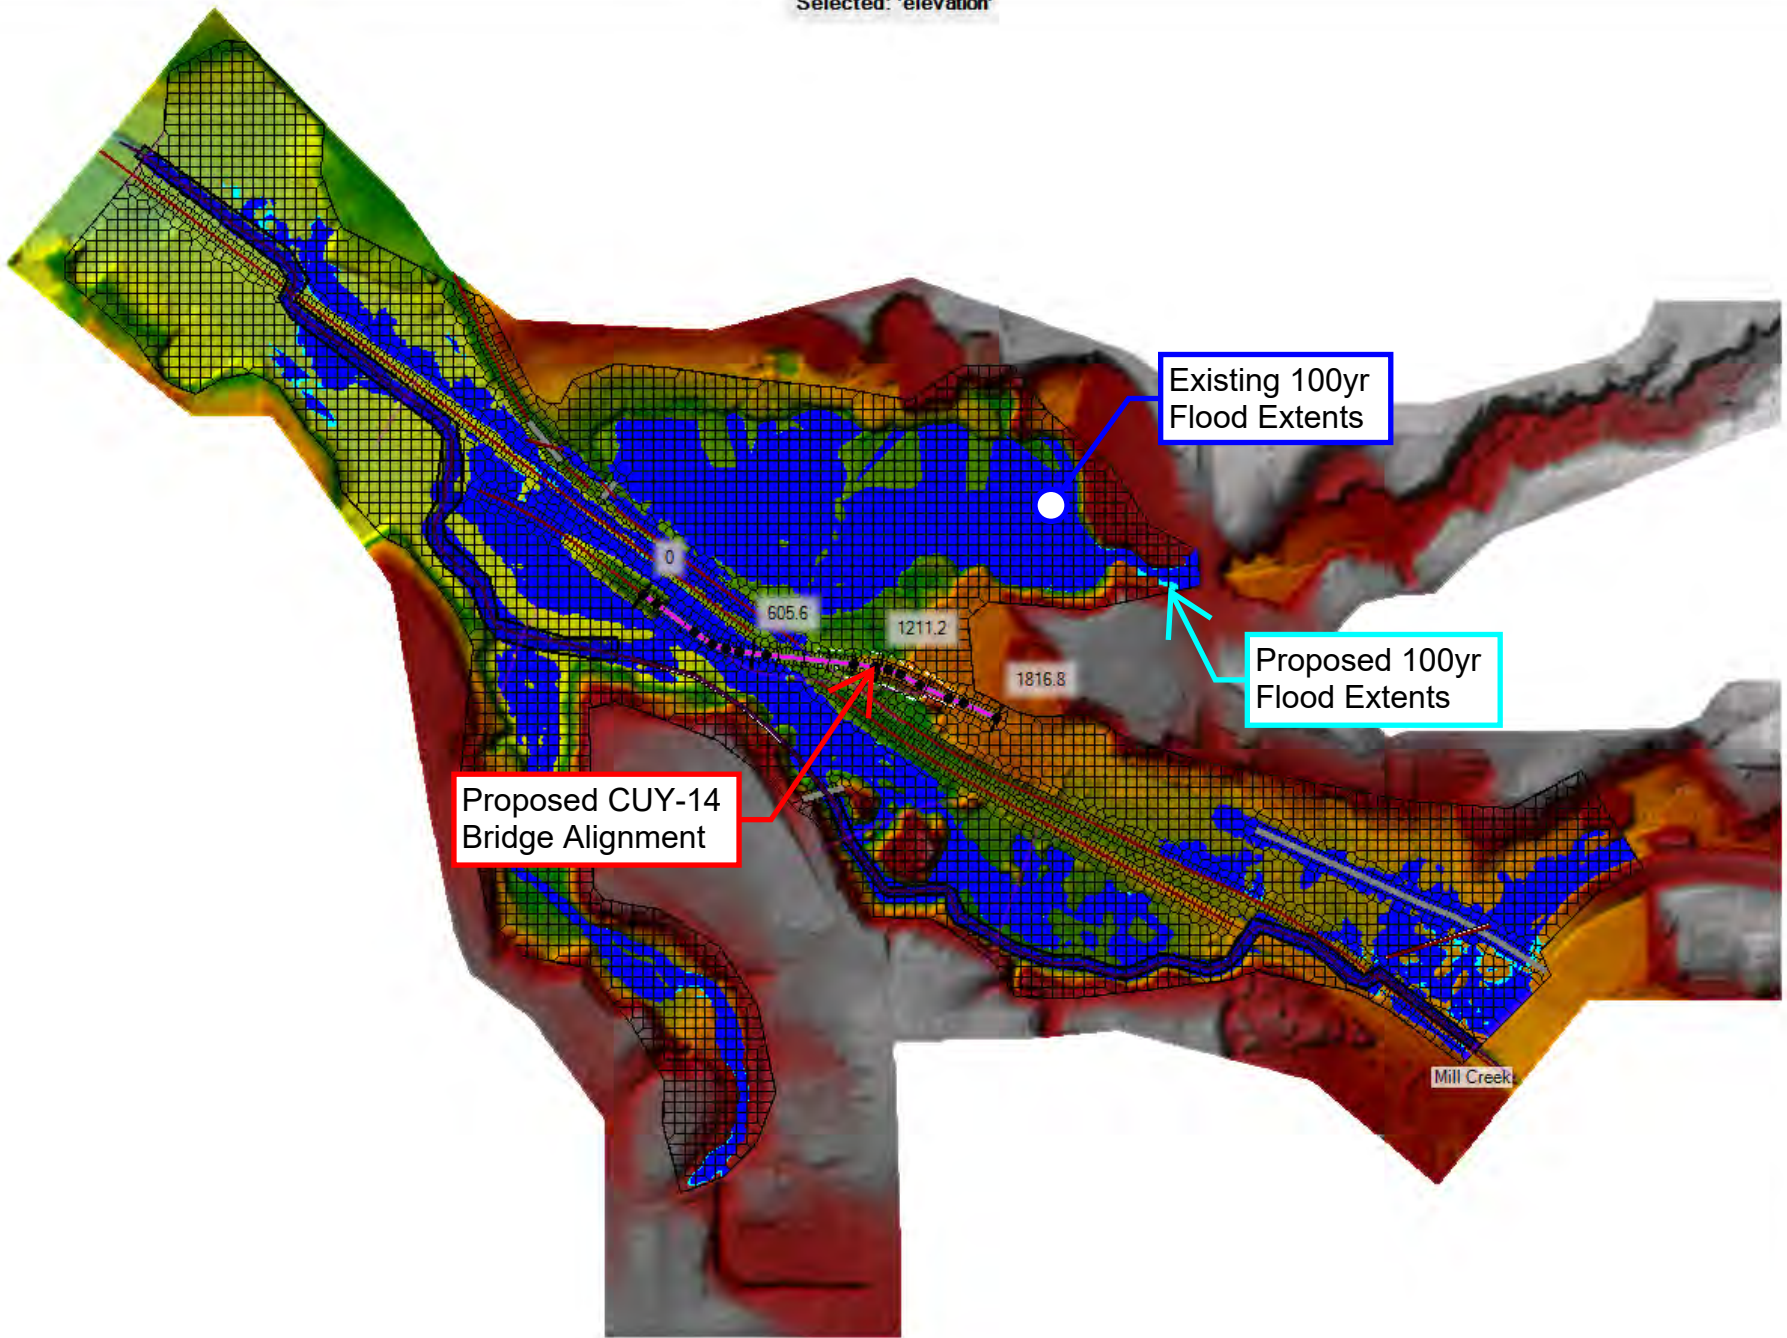 Selected: 'elevation'
Existing 100yr
Flood Extents
0
605.6
1211.2
1816.8
Proposed 100yr
Flood Extents
Proposed CUY-14
Bridge Alignment
Mill Creek